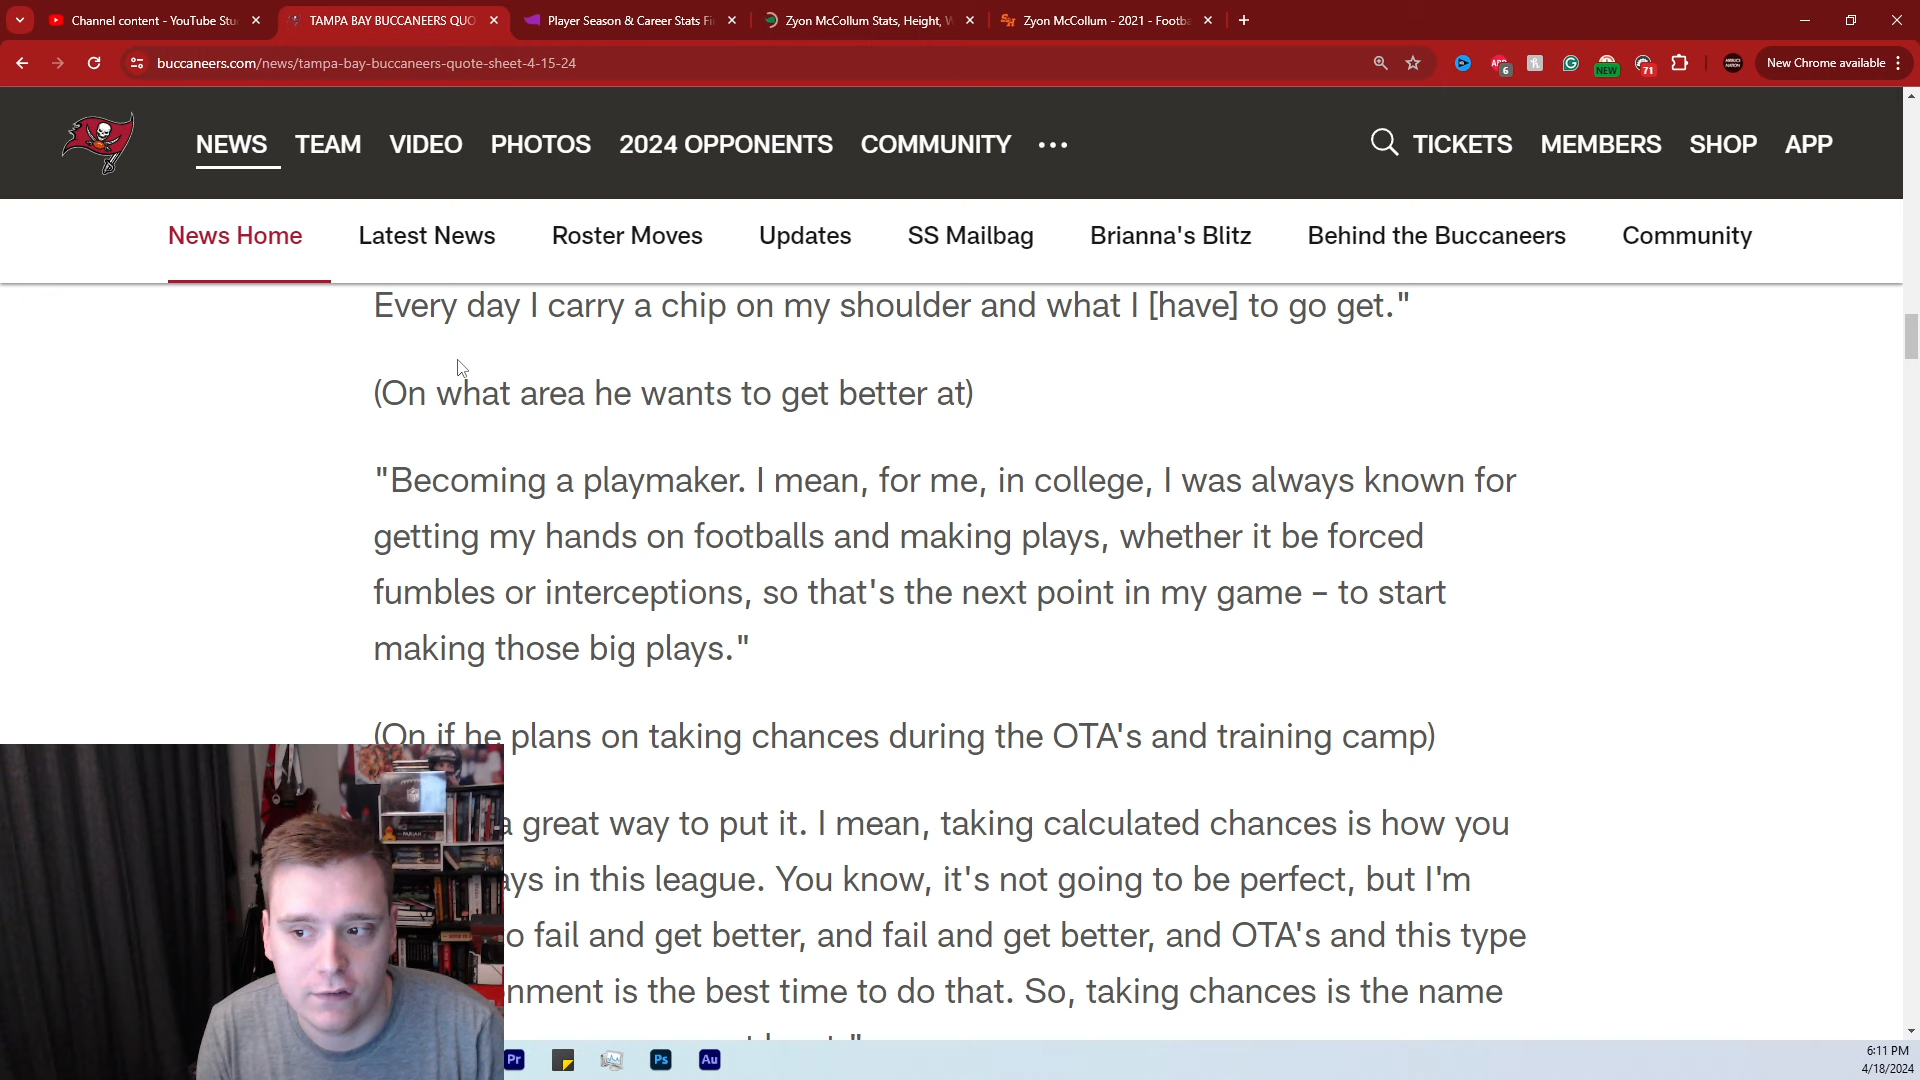 Channel content - YouTube Stu
TAMPA BAY BUCCANEERS QUO
Player Season & Career Stats Fi
Zyon McCollum Stats, Height, W
Zyon McCollum - 2021 - Footba
buccaneers.com/news/tampa-bay-buccaneers-quote-sheet-4-15-24
6
NEW
71
New Chrome available
NEWS TEAM VIDEO PHOTOS 2024 OPPONENTS COMMUNITY ...
TICKETS MEMBERS SHOP APP
News Home Latest News Roster Moves Updates SS Mailbag Brianna's Blitz Behind the Buccaneers Community
Every day I carry a chip on my shoulder and what I [have] to go get."
(On what area he wants to get better at)
"Becoming a playmaker. I mean, for me, in college, I was always known for
getting my hands on footballs and making plays, whether it be forced
fumbles or interceptions, so that's the next point in my game – to start
making those big plays."
(On if he plans on taking chances during the OTA's and training camp)
a great way to put it. I mean, taking calculated chances is how you
ays in this league. You know, it's not going to be perfect, but I'm
o fail and get better, and fail and get better, and OTA's and this type
nment is the best time to do that. So, taking chances is the name
Pr
Ps
Au
6:11 PM
4/18/2024